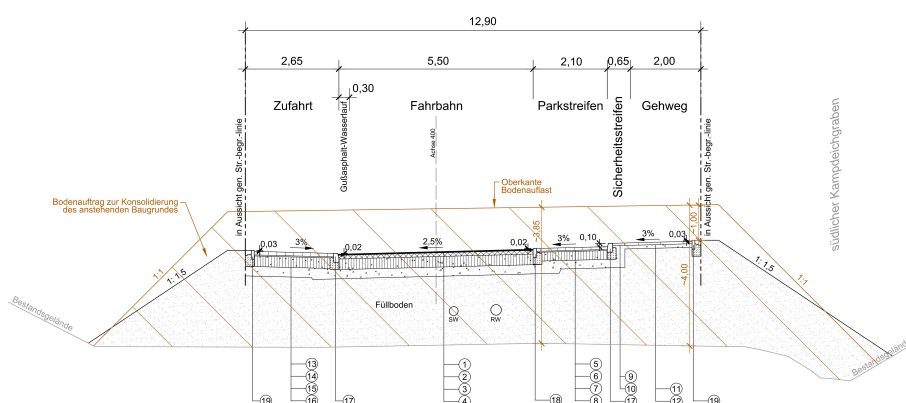 12,90
2,65
5,50
2,10
0,65
2,00
0,30
Zufahrt
Fahrbahn
Parkstreifen
Gehweg
Sicherheitsstreifen
Gußasphalt-Wasserlauf
Achse 400
in Aussicht gen. Str.-begr.-linie
in Aussicht gen. Str.-begr.-linie
südlicher Kampdeichgraben
Bodenauftrag zur Konsolidierung
des anstehenden Baugrundes
Oberkante
Bodenauflast
~3,85
~1,00
~4,00
0,03
3%
0,02
2,5%
0,02
3%
0,10
3%
0,03
1:1
1: 1,5
1: 1,5
1:1
Bestandsgelände
Bestandsgelände
Füllboden
SW
RW
13
14
15
16
1
2
3
4
5
6
7
8
9
10
11
12
19
17
18
17
19